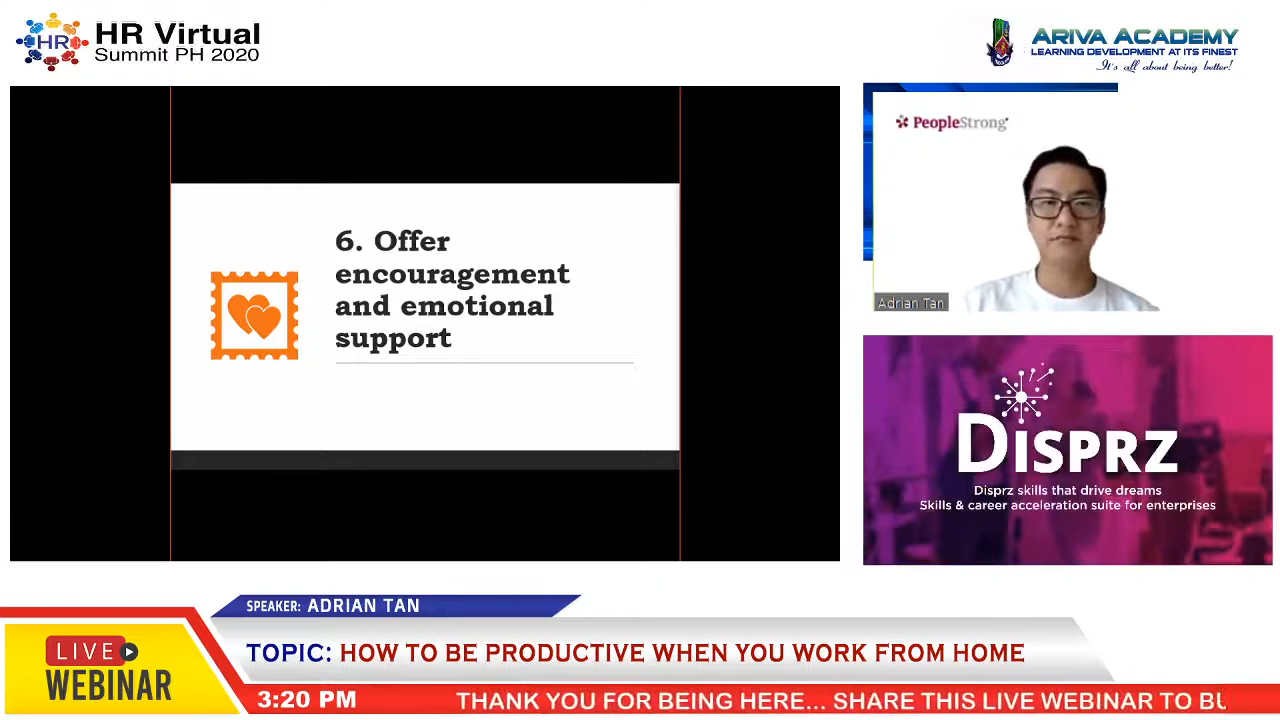 HR
HR Virtual
Summit PH 2020
ARIVA ACADEMY
LEARNING DEVELOPMENT AT ITS FINEST
It's all about being better!
PeopleStrong
Adrian Tan
6. Offer
encouragement
and emotional
support
DISPRZ
Disprz skills that drive dreams
Skills & career acceleration suite for enterprises
SPEAKER: ADRIAN TAN
LIVE
WEBINAR
TOPIC: HOW TO BE PRODUCTIVE WHEN YOU WORK FROM HOME
3:20 PM
THANK YOU FOR BEING HERE... SHARE THIS LIVE WEBINAR TO